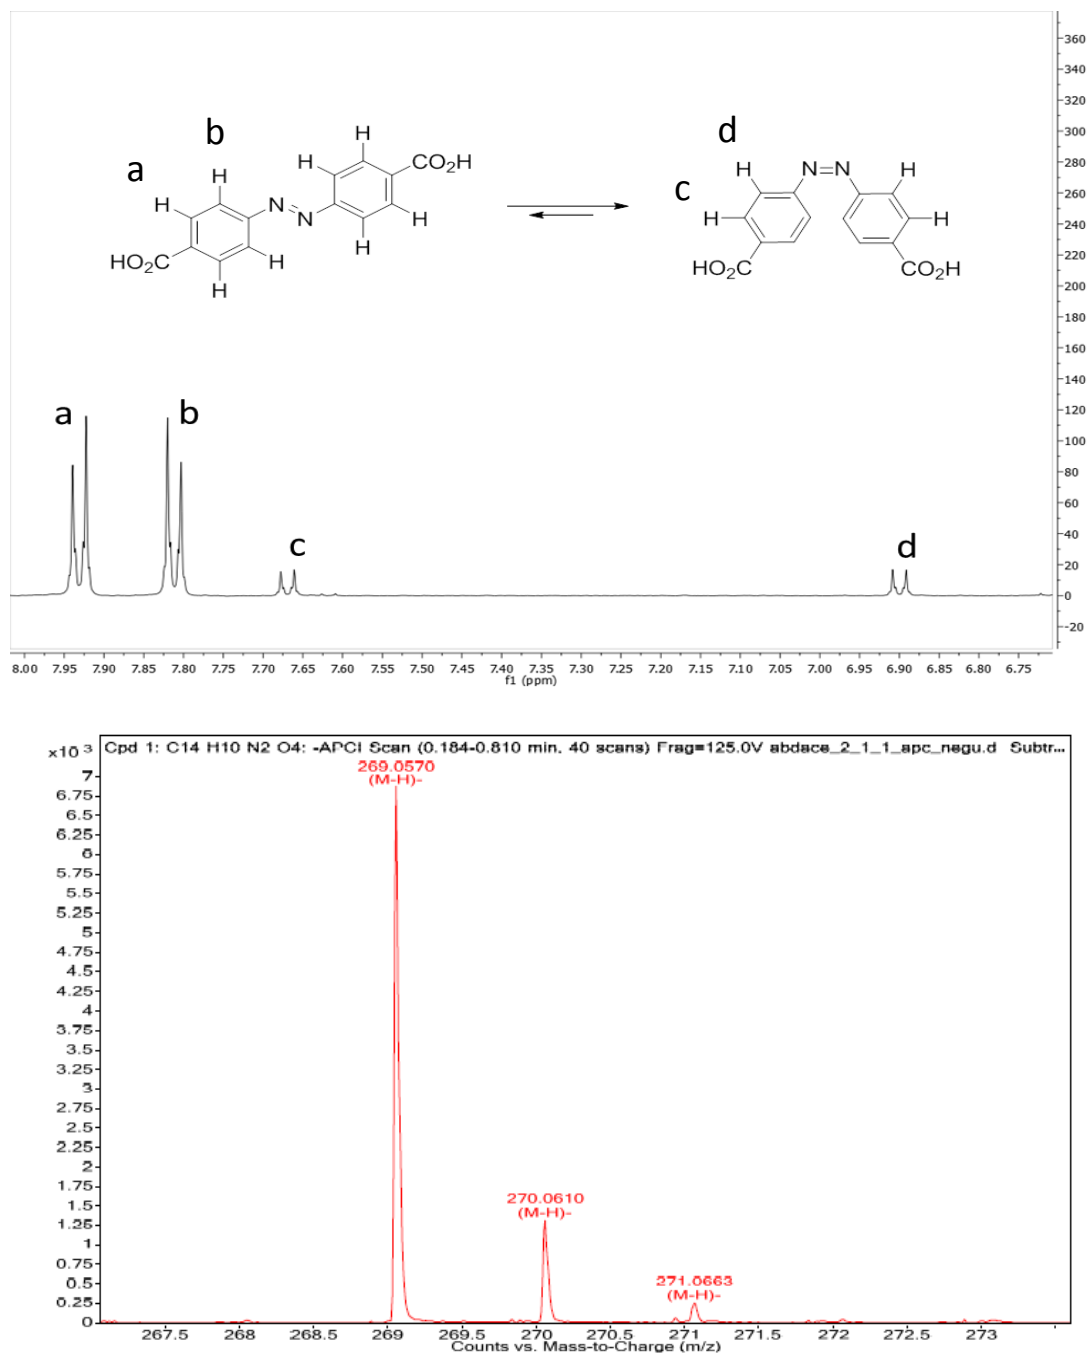 360
340
320
300
280
260
240
220
200
180
160
140
120
100
80
60
40
20
0
-20
a
b
H
H
H
H
N
N
H
H
H
H
CO₂H
HO₂C
d
c
H
H
N
N
H
H
HO₂C
CO₂H
a
b
c
d
8.00 7.95 7.90 7.85 7.80 7.75 7.70 7.65 7.60 7.55 7.50 7.45 7.40 7.35 7.30 7.25 7.20 7.15 7.10 7.05 7.00 6.95 6.90 6.85 6.80 6.75
f1 (ppm)
x10 3
Cpd 1: C14 H10 N2 O4: -APCI Scan (0.184-0.810 min, 40 scans) Frag=125.0V abdace_2_1_1_apc_negu.d Subtr...
269.0570
(M-H)-
7
6.75
6.5
6.25
6
5.75
5.5
5.25
5
4.75
4.5
4.25
4
3.75
3.5
3.25
3
2.75
2.5
2.25
2
1.75
1.5
1.25
1
0.75
0.5
0.25
0
270.0610
(M-H)-
271.0663
(M-H)-
267.5 268 268.5 269 269.5 270 270.5 271 271.5 272 272.5 273
Counts vs. Mass-to-Charge (m/z)